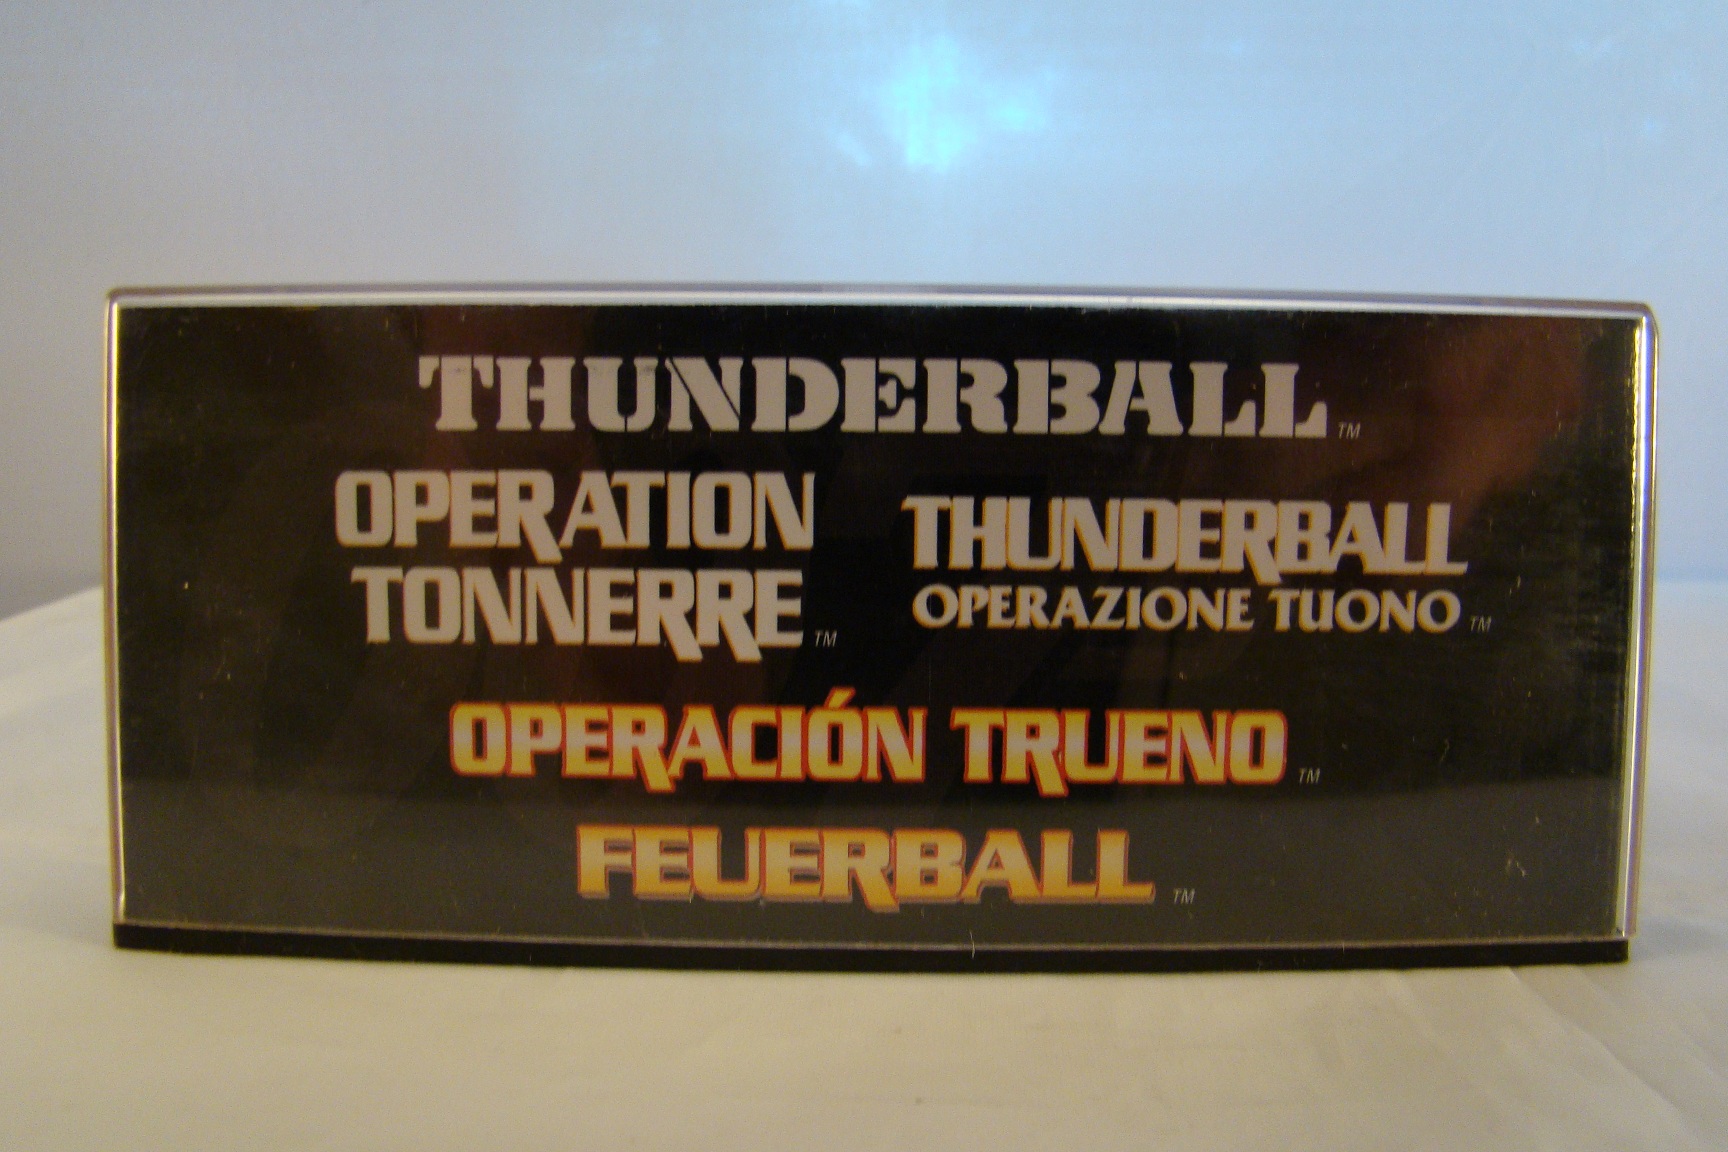 THUNDERBALL™
OPERATION
TONNERRE™
THUNDERBALL
OPERAZIONE TUONO™
OPERACIÓN TRUENO™
FEUERBALL™